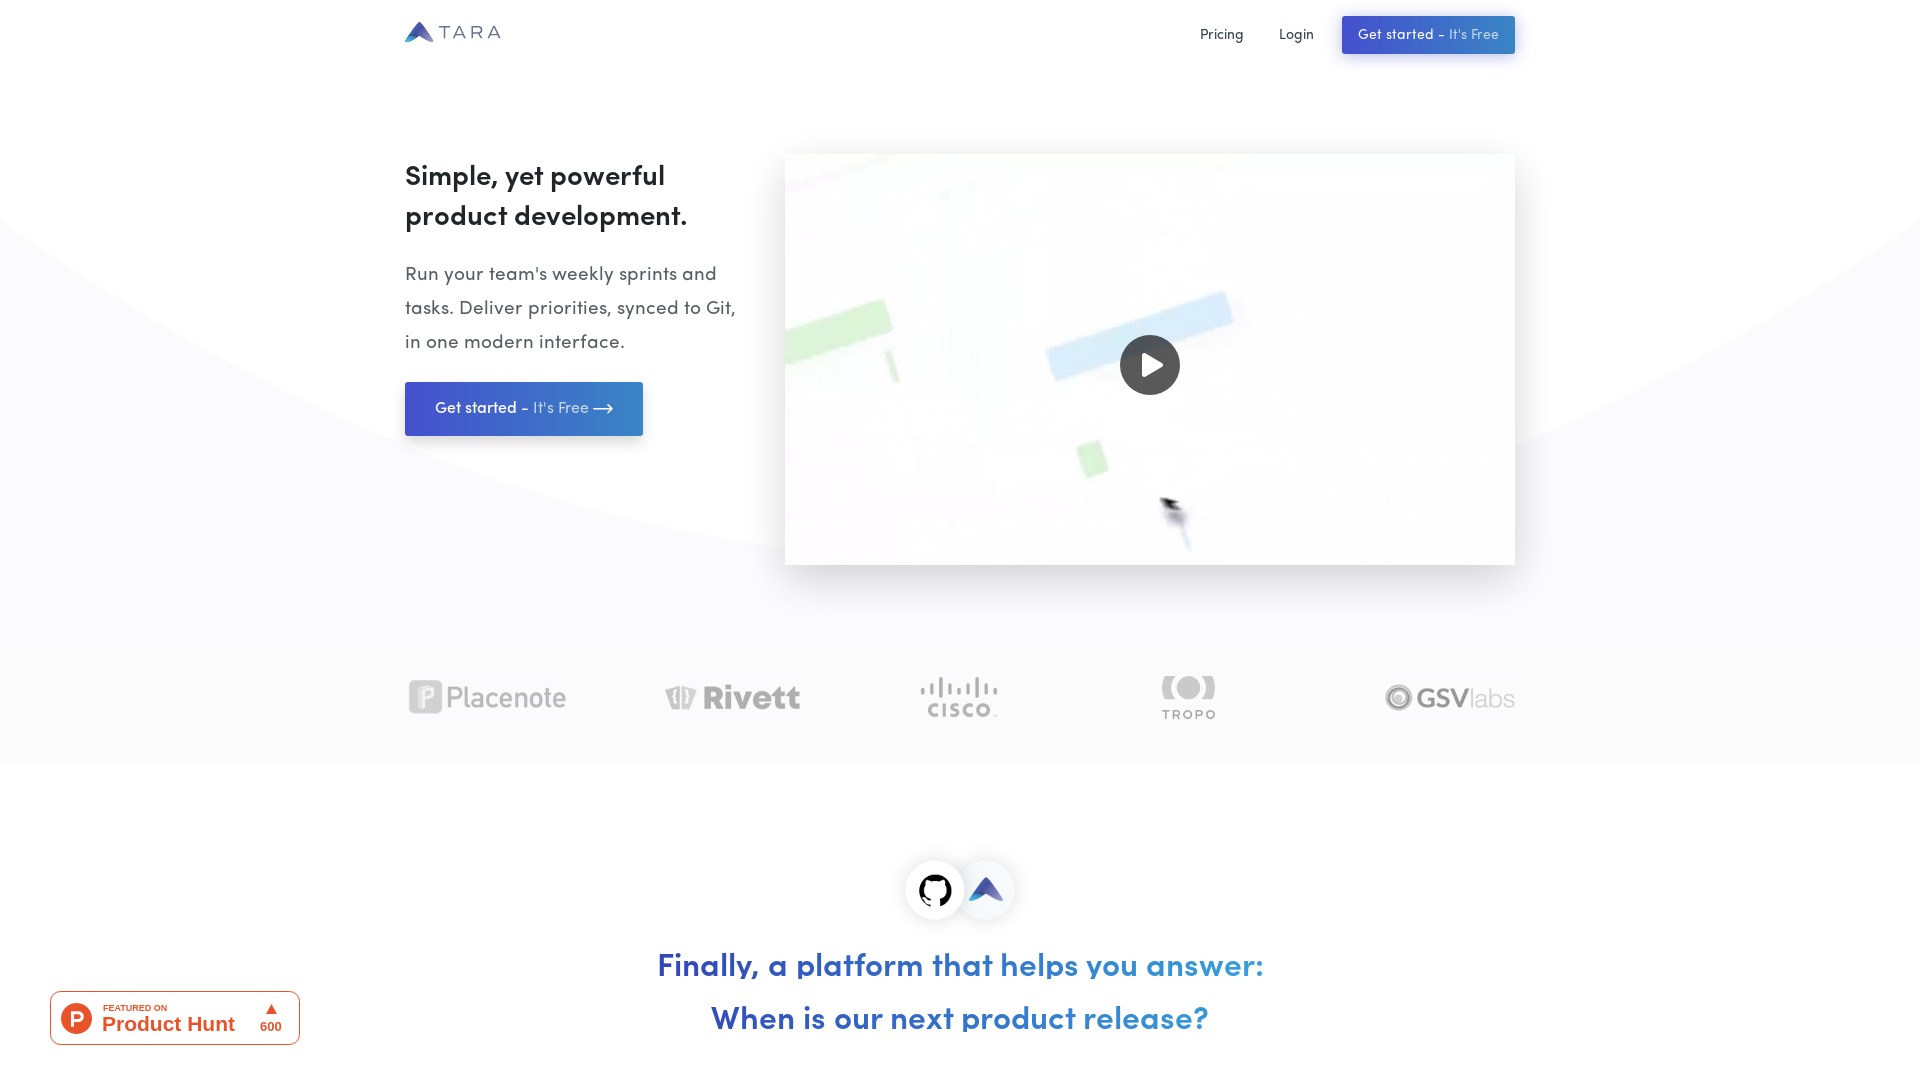 TARA
Pricing
Login
Get started - It's Free
Simple, yet powerful
product development.
Run your team's weekly sprints and
tasks. Deliver priorities, synced to Git,
in one modern interface.
Get started - It's Free
Placenote
Rivett
CISCO
TROPO
GSVlabs
Finally, a platform that helps you answer:
When is our next product release?
P
FEATURED ON
Product Hunt
600